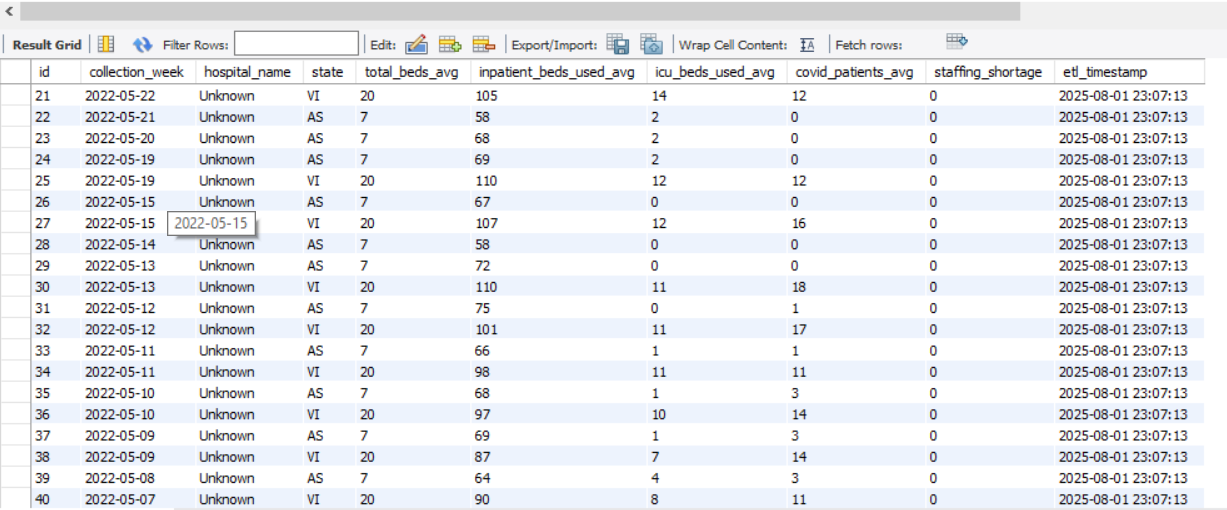 Result Grid Filter Rows: Edit: Export/Import: Wrap Cell Content: Fetch rows:
id collection_week hospital_name state total_beds_avg inpatient_beds_used_avg icu_beds_used_avg covid_patients_avg staffing_shortage etl_timestamp
21 2022-05-22 Unknown VI 20 105 14 12 0 2025-08-01 23:07:13
22 2022-05-21 Unknown AS 7 58 2 0 0 2025-08-01 23:07:13
23 2022-05-20 Unknown AS 7 68 2 0 0 2025-08-01 23:07:13
24 2022-05-19 Unknown AS 7 69 2 0 0 2025-08-01 23:07:13
25 2022-05-19 Unknown VI 20 110 12 12 0 2025-08-01 23:07:13
26 2022-05-15 Unknown AS 7 67 0 0 0 2025-08-01 23:07:13
27 2022-05-15 2022-05-15 VI 20 107 12 16 0 2025-08-01 23:07:13
28 2022-05-14 Unknown AS 7 58 0 0 0 2025-08-01 23:07:13
29 2022-05-13 Unknown AS 7 72 0 0 0 2025-08-01 23:07:13
30 2022-05-13 Unknown VI 20 110 11 18 0 2025-08-01 23:07:13
31 2022-05-12 Unknown AS 7 75 0 1 0 2025-08-01 23:07:13
32 2022-05-12 Unknown VI 20 101 11 17 0 2025-08-01 23:07:13
33 2022-05-11 Unknown AS 7 66 1 1 0 2025-08-01 23:07:13
34 2022-05-11 Unknown VI 20 98 11 11 0 2025-08-01 23:07:13
35 2022-05-10 Unknown AS 7 68 1 3 0 2025-08-01 23:07:13
36 2022-05-10 Unknown VI 20 97 10 14 0 2025-08-01 23:07:13
37 2022-05-09 Unknown AS 7 69 1 3 0 2025-08-01 23:07:13
38 2022-05-09 Unknown VI 20 87 7 14 0 2025-08-01 23:07:13
39 2022-05-08 Unknown AS 7 64 4 3 0 2025-08-01 23:07:13
40 2022-05-07 Unknown VI 20 90 8 11 0 2025-08-01 23:07:13